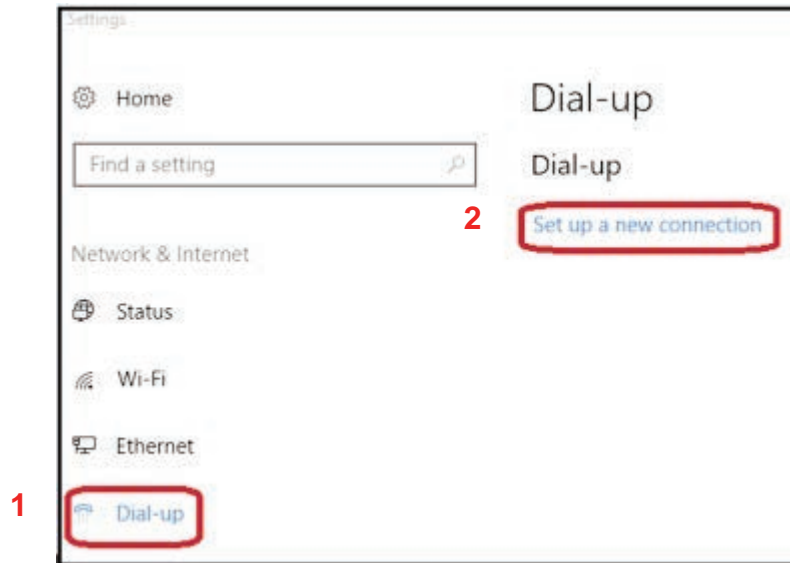 Settings
Home
Find a setting
Network & Internet
Status
Wi-Fi
Ethernet
1
Dial-up
Dial-up
Dial-up
2
Set up a new connection